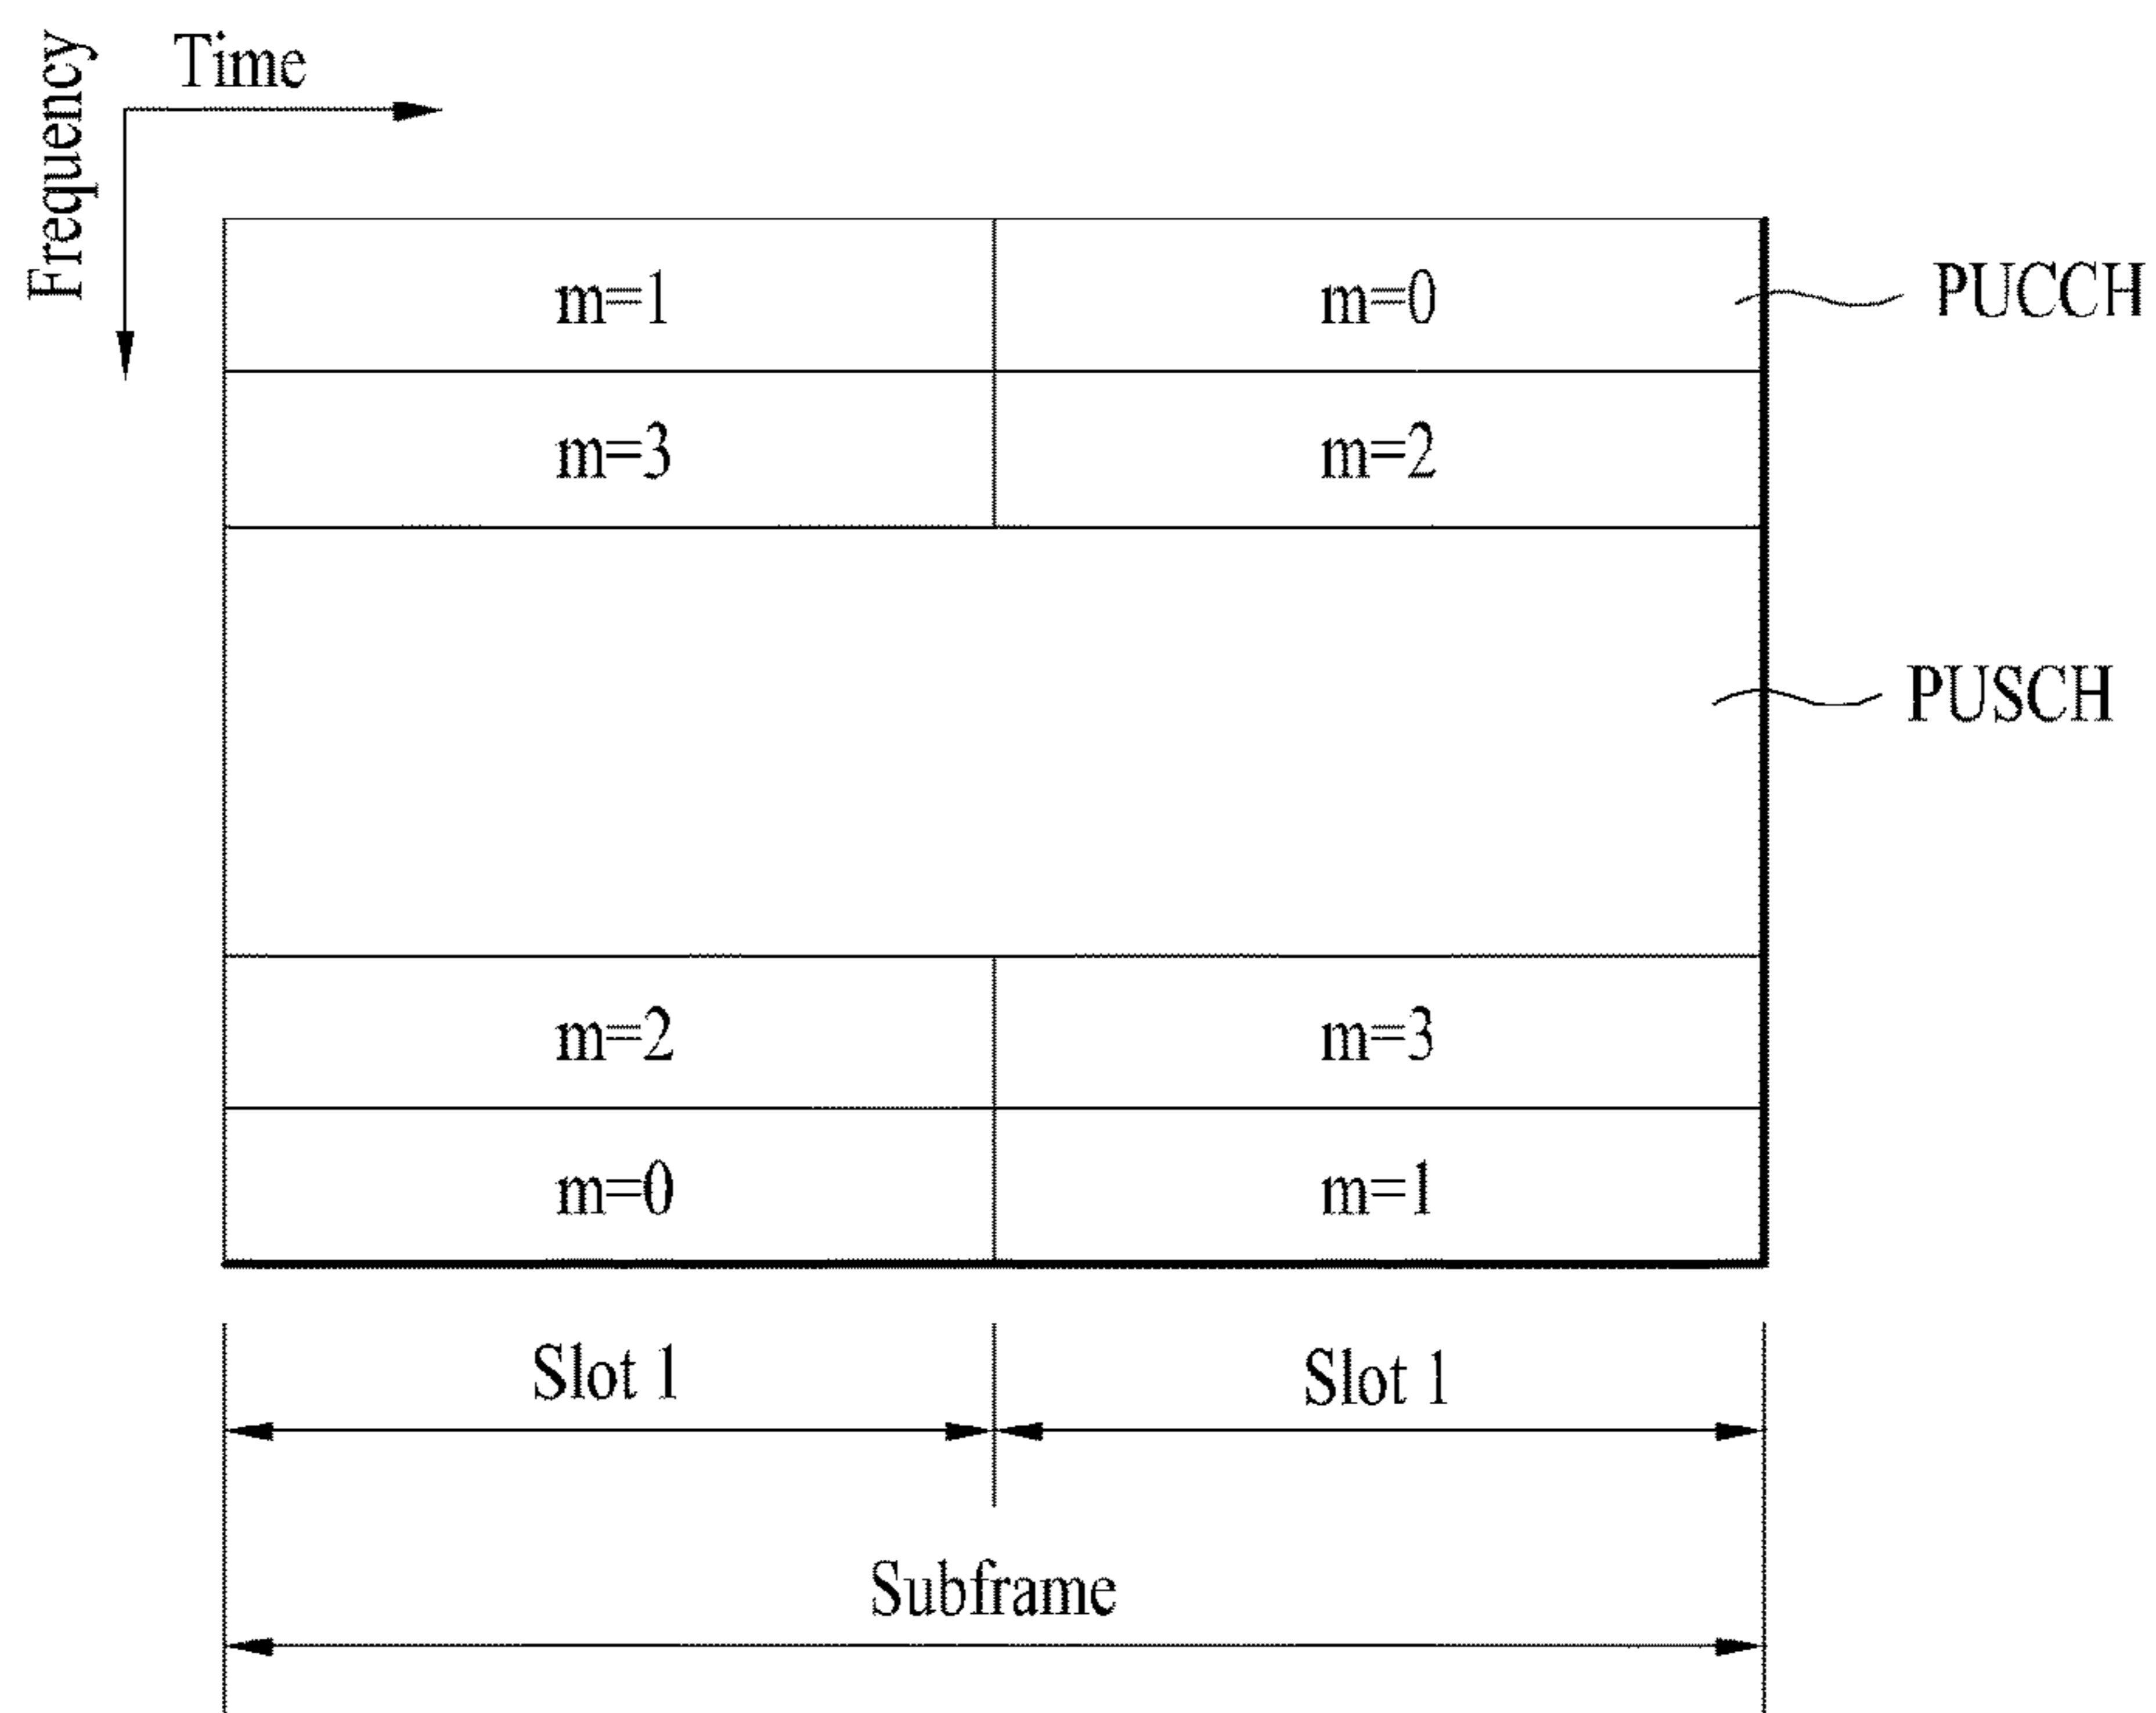 Time
Frequency
m=1
m=0
PUCCH
m=3
m=2
PUSCH
m=2
m=3
m=0
m=1
Slot 1
Slot 1
Subframe